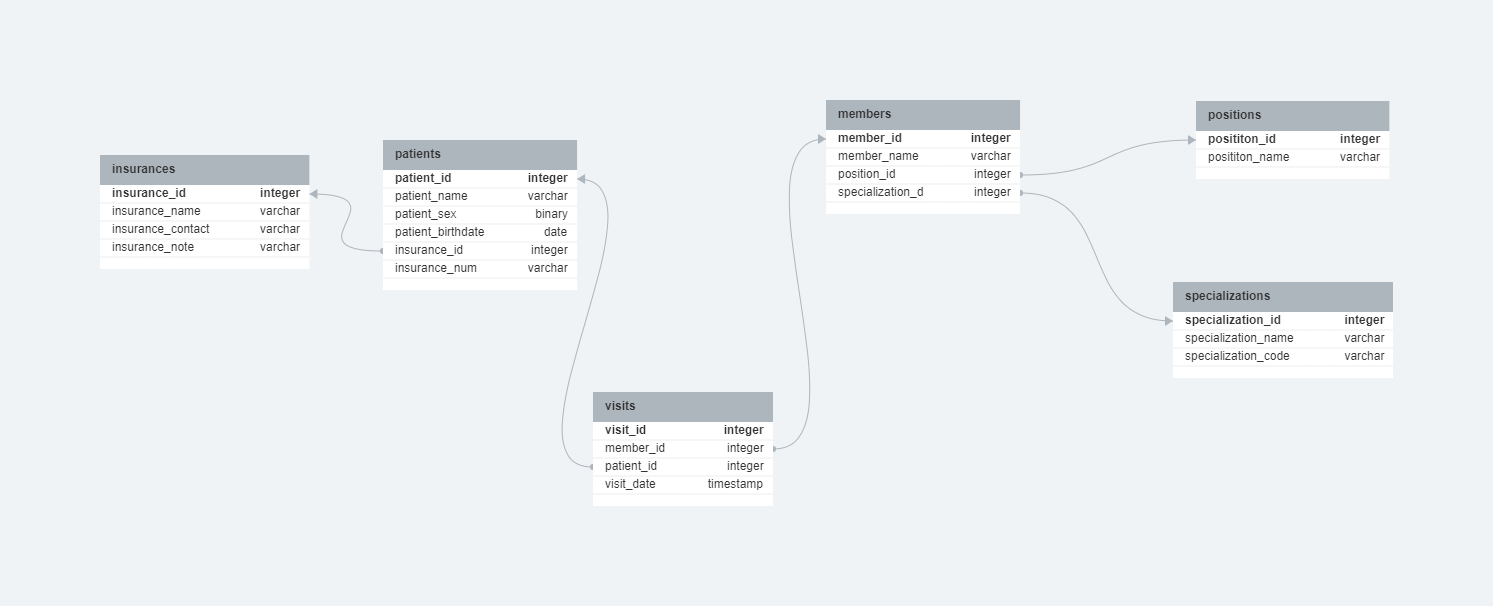 insurances
insurance_id integer
insurance_name varchar
insurance_contact varchar
insurance_note varchar
patients
patient_id integer
patient_name varchar
patient_sex binary
patient_birthdate date
insurance_id integer
insurance_num varchar
visits
visit_id integer
member_id integer
patient_id integer
visit_date timestamp
members
member_id integer
member_name varchar
position_id integer
specialization_d integer
positions
posititon_id integer
posititon_name varchar
specializations
specialization_id integer
specialization_name varchar
specialization_code varchar